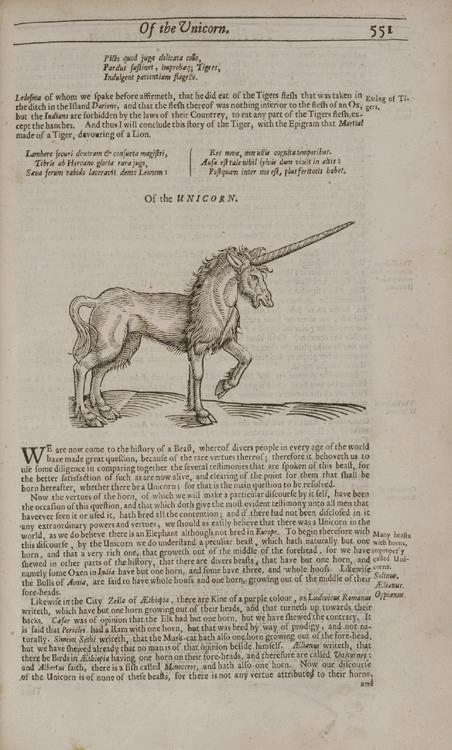 Of the Unicorn.
551
Pictis quod juga delicata collo,
Pardus sustinet, improbæq; Tigres,
Indulgent patientiam flagello.
Ledesma of whom we spake before affirmeth, that he did eat of the Tigers flesh that was taken in
the ditch in the Island Dariene, and that the flesh thereof was nothing inferior to the flesh of an Ox,
but the Indians are forbidden by the laws of their Countrey, to eat any part of the Tigers flesh, ex-
cept the hanches. And thus I will conclude this story of the Tiger, with the Epigram that Martial
made of a Tiger, devouring of a Lion.
Eating of Ti-
gers.
Lambere securi dextram consueta magistri,
Tibris ab Hyrcano gloria rara jugo,
Sæva ferum rabido laceravit dente Leonem:
Res nova, non ullis cognita temporibus.
Ausa est tale nihil sylvis dum vixit in altis:
Postquam inter nos est, plus feritatis habet.
Of the UNICORN.
WE are now come to the history of a Beast, whereof divers people in every age of the world
have made great question, because of the rare vertues thereof; therefore it behoveth us to
use some diligence in comparing together the several testimonies that are spoken of this beast, for
the better satisfaction of such as are now alive, and clearing of the point for them that shall be
born hereafter, whether there be a Unicorn; for that is the main question to be resolved.
Now the vertues of the horn, of which we will make a particular discourse by it self, have been
the occasion of this question, and that which doth give the most evident testimony unto all men that
have ever seen it or used it, hath bred all the contention; and if there had not been disclosed in it
any extraordinary powers and vertues, we should as easily believe that there was a Unicorn in the
world, as we do believe there is an Elephant although not bred in Europe. To begin therefore with
this discourse, by the Unicorn we do understand a peculiar beast, which hath naturally but one
horn, and that a very rich one, that groweth out of the middle of the forehead, for we have
shewed in other parts of the history, that there are divers beasts, that have but one horn, and
namely some Oxen in India have but one horn, and some have three, and whole hoofs. Likewise
the Bulls of Aonia, are said to have whole hoofs and one horn, growing out of the middle of their
fore-heads.
Many beasts
with horns,
improperly
called Uni-
corns.
Solinus.
Ælianus.
Oppianus.
Likewise in the City Zeila of Æthiopia, there are Kine of a purple colour, as Ludovicus Romanus
writeth, which have but one horn growing out of their heads, and that turneth up towards their
backs. Cæsar was of opinion that the Elk had but one horn, but we have shewed the contrary. It
is said that Pericles had a Ram with one horn, but that was bred by way of prodigy, and not na-
turally. Simeon Sethi writeth, that the Musk-cat hath also one horn growing out of the fore-head,
but we have shewed already that no man is of that opinion beside himself. Ælianus writeth, that
there be Birds in Æthiopia having one horn on their fore-heads, and therefore are called Unicornes:
and Albertus saith, there is a fish called Monoceros, and hath also one horn. Now our discourse
of the Unicorn is of none of these beasts, for there is not any vertue attributed to their horns,
and